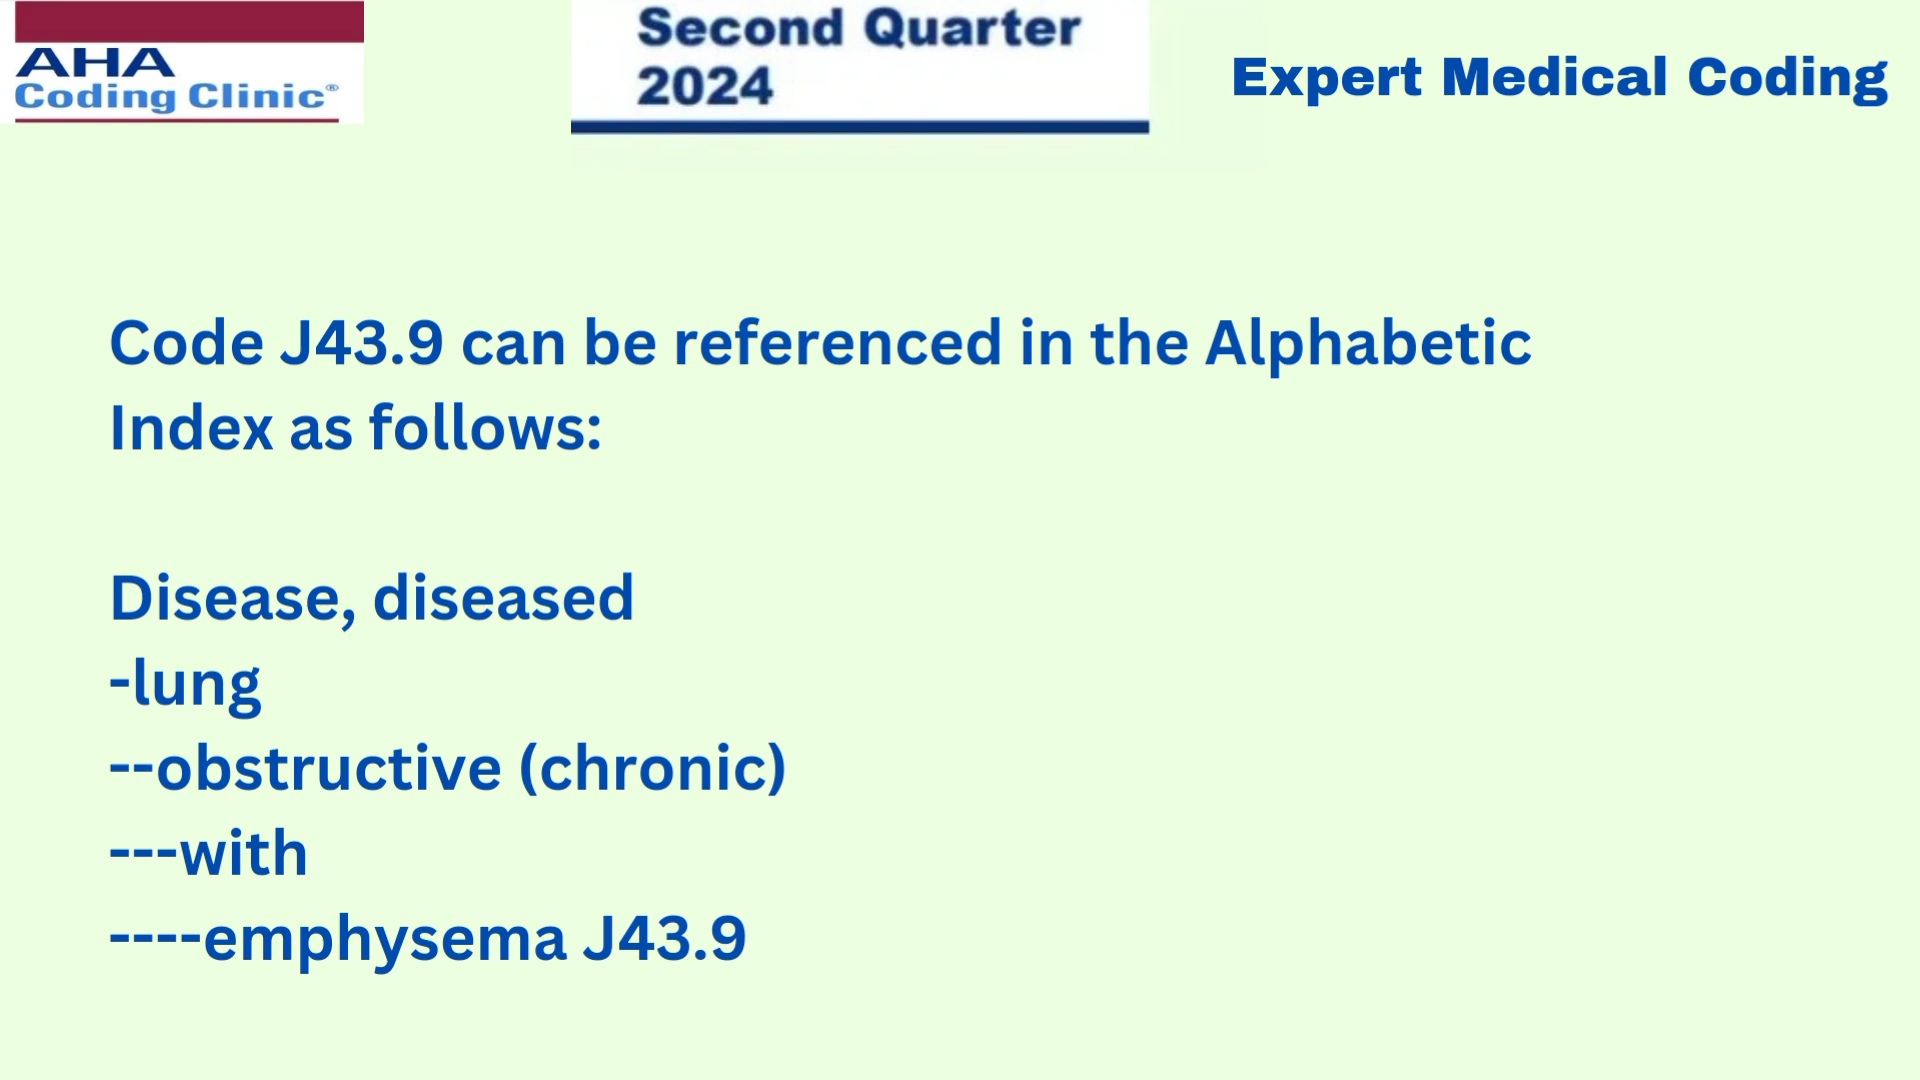 AHA
Coding Clinic®
Second Quarter
2024
Expert Medical Coding
Code J43.9 can be referenced in the Alphabetic
Index as follows:
Disease, diseased
-lung
--obstructive (chronic)
---with
----emphysema J43.9